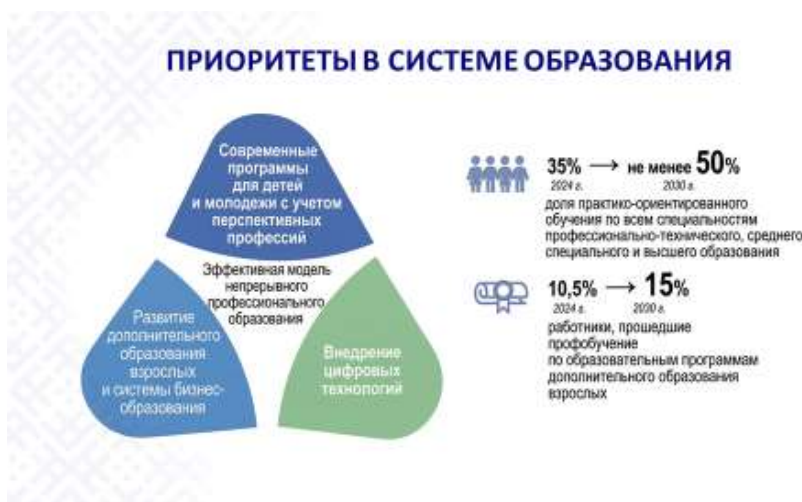 ПРИОРИТЕТЫ В СИСТЕМЕ ОБРАЗОВАНИЯ
Современные
программы
для детей
и молодежи с учетом
перспективных
профессий
Эффективная модель
непрерывного
профессионального
образования
Развитие
дополнительного
образования
взрослых
и системы бизнес-
образования
Внедрение
цифровых
технологий
35% → не менее 50%
2024 г. 2030 г.
доля практико-ориентированного
обучения по всем специальностям
профессионально-технического, среднего
специального и высшего образования
10,5% → 15%
2024 г. 2030 г.
работники, прошедшие
профобучение
по образовательным программам
дополнительного образования
взрослых